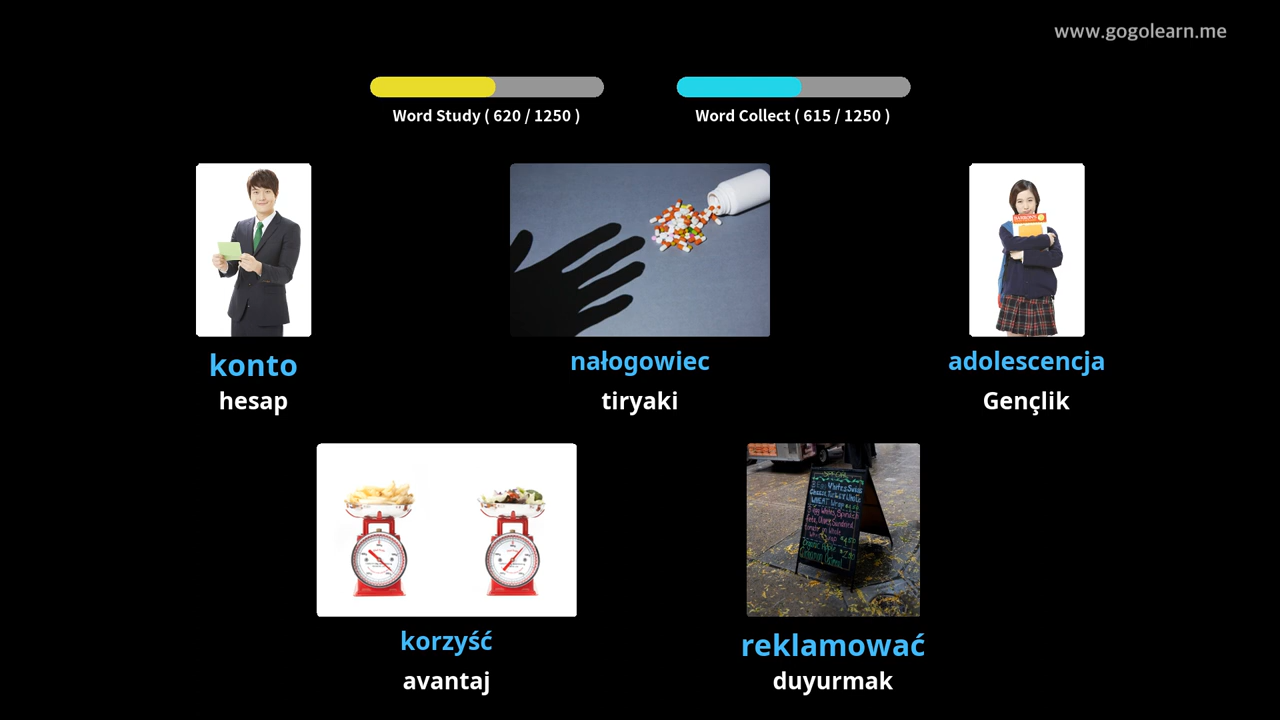 www.gogolearn.me
Word Study ( 620 / 1250 )
Word Collect ( 615 / 1250 )
konto
hesap
nałogowiec
tiryaki
adolescencja
Gençlik
korzyść
avantaj
reklamować
duyurmak